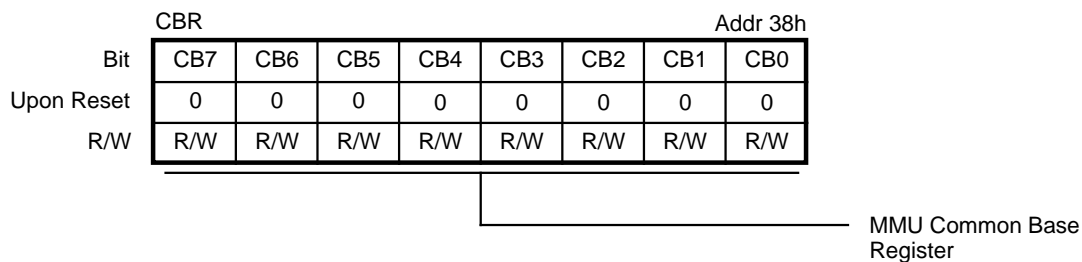 CBR Addr 38h
Bit CB7 CB6 CB5 CB4 CB3 CB2 CB1 CB0
Upon Reset 0 0 0 0 0 0 0 0
R/W R/W R/W R/W R/W R/W R/W R/W R/W
MMU Common Base
Register